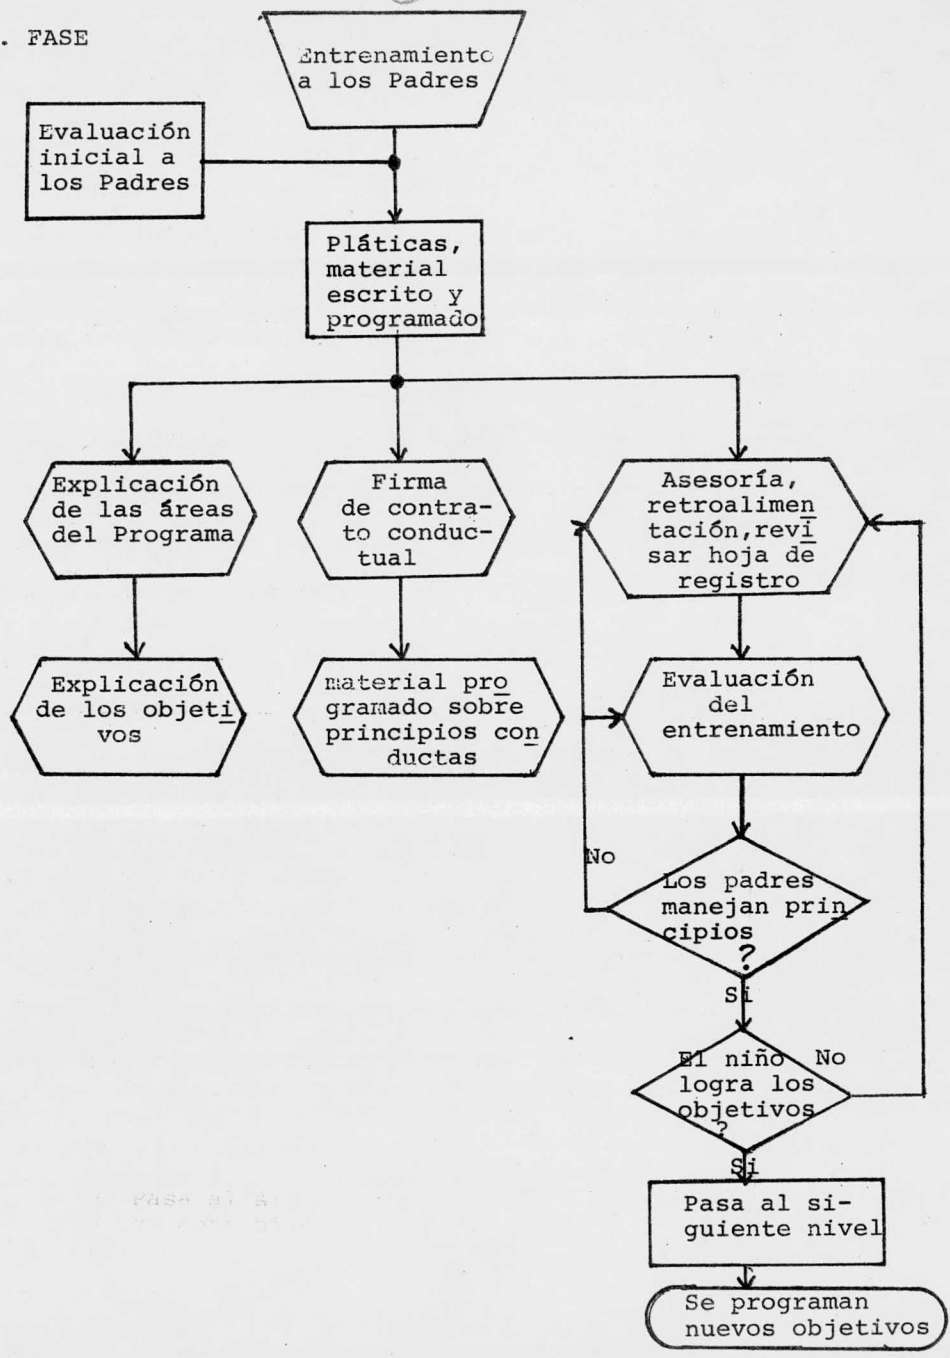 . FASE
Entrenamiento
a los Padres
Evaluación
inicial a
los Padres
Pláticas,
material
escrito y
programado
Explicación
de las áreas
del Programa
Firma
de contra-
to conduc-
tual
Asesoría,
retroalimen
tación,revi
sar hoja de
registro
Explicación
de los objeti
vos
material pro
gramado sobre
principios con
ductas
Evaluación
del
entrenamiento
No
Los padres
manejan prin
cipios
?
Si
El niño
logra los
objetivos
?
No
Si
Pasa al si-
guiente nivel
Se programan
nuevos objetivos